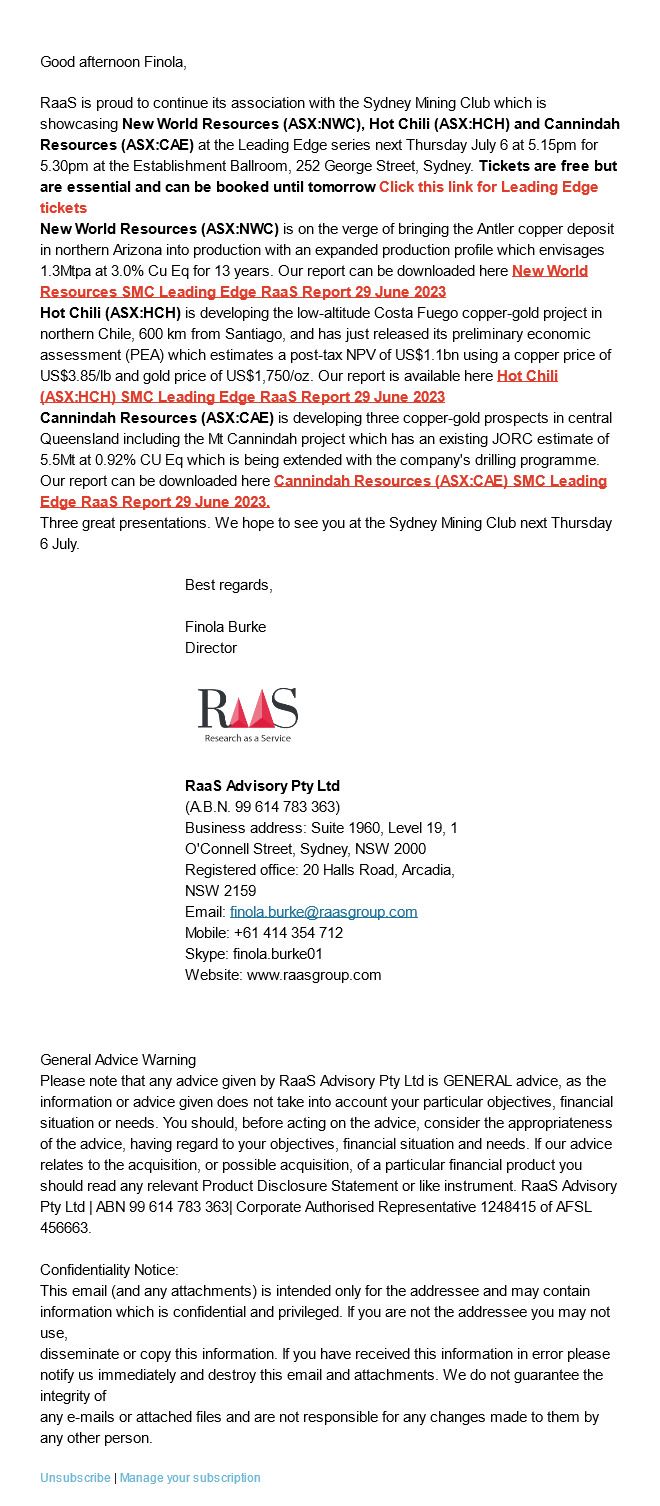 Good afternoon Finola,
RaaS is proud to continue its association with the Sydney Mining Club which is
showcasing New World Resources (ASX:NWC), Hot Chili (ASX:HCH) and Cannindah
Resources (ASX:CAE) at the Leading Edge series next Thursday July 6 at 5.15pm for
5.30pm at the Establishment Ballroom, 252 George Street, Sydney. Tickets are free but
are essential and can be booked until tomorrow Click this link for Leading Edge
tickets
New World Resources (ASX:NWC) is on the verge of bringing the Antler copper deposit
in northern Arizona into production with an expanded production profile which envisages
1.3Mtpa at 3.0% Cu Eq for 13 years. Our report can be downloaded here New World
Resources SMC Leading Edge RaaS Report 29 June 2023
Hot Chili (ASX:HCH) is developing the low-altitude Costa Fuego copper-gold project in
northern Chile, 600 km from Santiago, and has just released its preliminary economic
assessment (PEA) which estimates a post-tax NPV of US$1.1bn using a copper price of
US$3.85/lb and gold price of US$1,750/oz. Our report is available here Hot Chili
(ASX:HCH) SMC Leading Edge RaaS Report 29 June 2023
Cannindah Resources (ASX:CAE) is developing three copper-gold prospects in central
Queensland including the Mt Cannindah project which has an existing JORC estimate of
5.5Mt at 0.92% CU Eq which is being extended with the company's drilling programme.
Our report can be downloaded here Cannindah Resources (ASX:CAE) SMC Leading
Edge RaaS Report 29 June 2023.
Three great presentations. We hope to see you at the Sydney Mining Club next Thursday
6 July.
Best regards,
Finola Burke
Director
RaaS
Research as a Service
RaaS Advisory Pty Ltd
(A.B.N. 99 614 783 363)
Business address: Suite 1960, Level 19, 1
O'Connell Street, Sydney, NSW 2000
Registered office: 20 Halls Road, Arcadia,
NSW 2159
Email: finola.burke@raasgroup.com
Mobile: +61 414 354 712
Skype: finola.burke01
Website: www.raasgroup.com
General Advice Warning
Please note that any advice given by RaaS Advisory Pty Ltd is GENERAL advice, as the
information or advice given does not take into account your particular objectives, financial
situation or needs. You should, before acting on the advice, consider the appropriateness
of the advice, having regard to your objectives, financial situation and needs. If our advice
relates to the acquisition, or possible acquisition, of a particular financial product you
should read any relevant Product Disclosure Statement or like instrument. RaaS Advisory
Pty Ltd | ABN 99 614 783 363| Corporate Authorised Representative 1248415 of AFSL
456663.
Confidentiality Notice:
This email (and any attachments) is intended only for the addressee and may contain
information which is confidential and privileged. If you are not the addressee you may not
use,
disseminate or copy this information. If you have received this information in error please
notify us immediately and destroy this email and attachments. We do not guarantee the
integrity of
any e-mails or attached files and are not responsible for any changes made to them by
any other person.
Unsubscribe | Manage your subscription